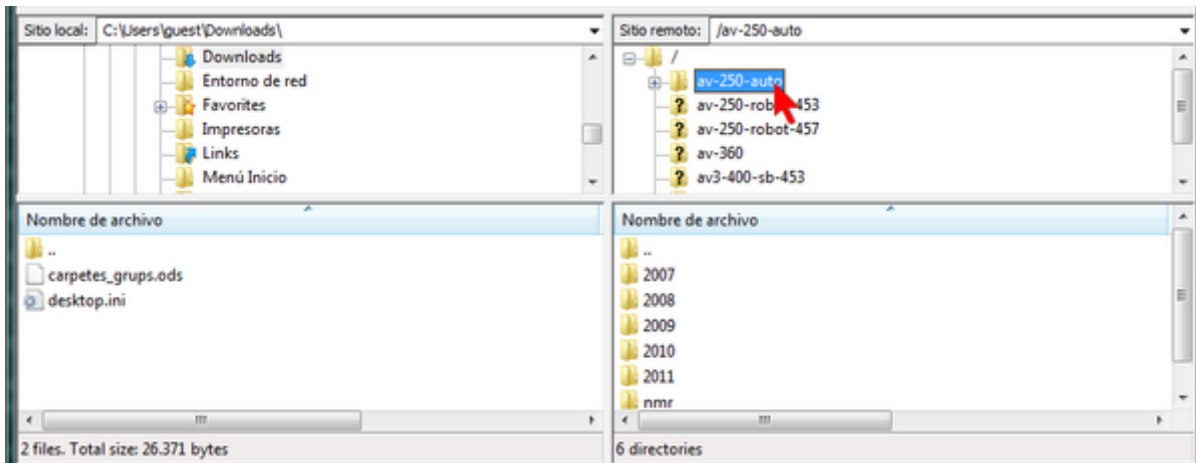 Sitio local: C:\Users\guest\Downloads\
Downloads
Entorno de red
Favorites
Impresoras
Links
Menú Inicio
Nombre de archivo
..
carpetes_grups.ods
desktop.ini
2 files. Total size: 26.371 bytes
Sitio remoto: /av-250-auto
/
av-250-auto
av-250-robot-453
av-250-robot-457
av-360
av3-400-sb-453
Nombre de archivo
..
2007
2008
2009
2010
2011
nmr
6 directories